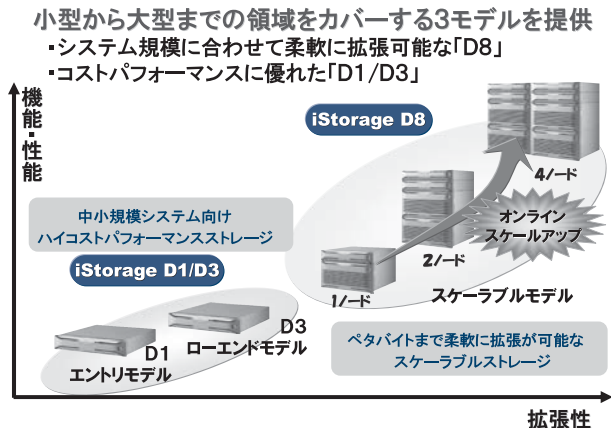 小型から大型までの領域をカバーする3モデルを提供
・システム規模に合わせて柔軟に拡張可能な「D8」
・コストパフォーマンスに優れた「D1/D3」
機能・性能
iStorage D8
4ノード
中小規模システム向け
ハイコストパフォーマンスストレージ
オンライン
スケールアップ
2ノード
iStorage D1/D3
1ノード
スケーラブルモデル
D3
ローエンドモデル
D1
エントリモデル
ペタバイトまで柔軟に拡張が可能な
スケーラブルストレージ
拡張性